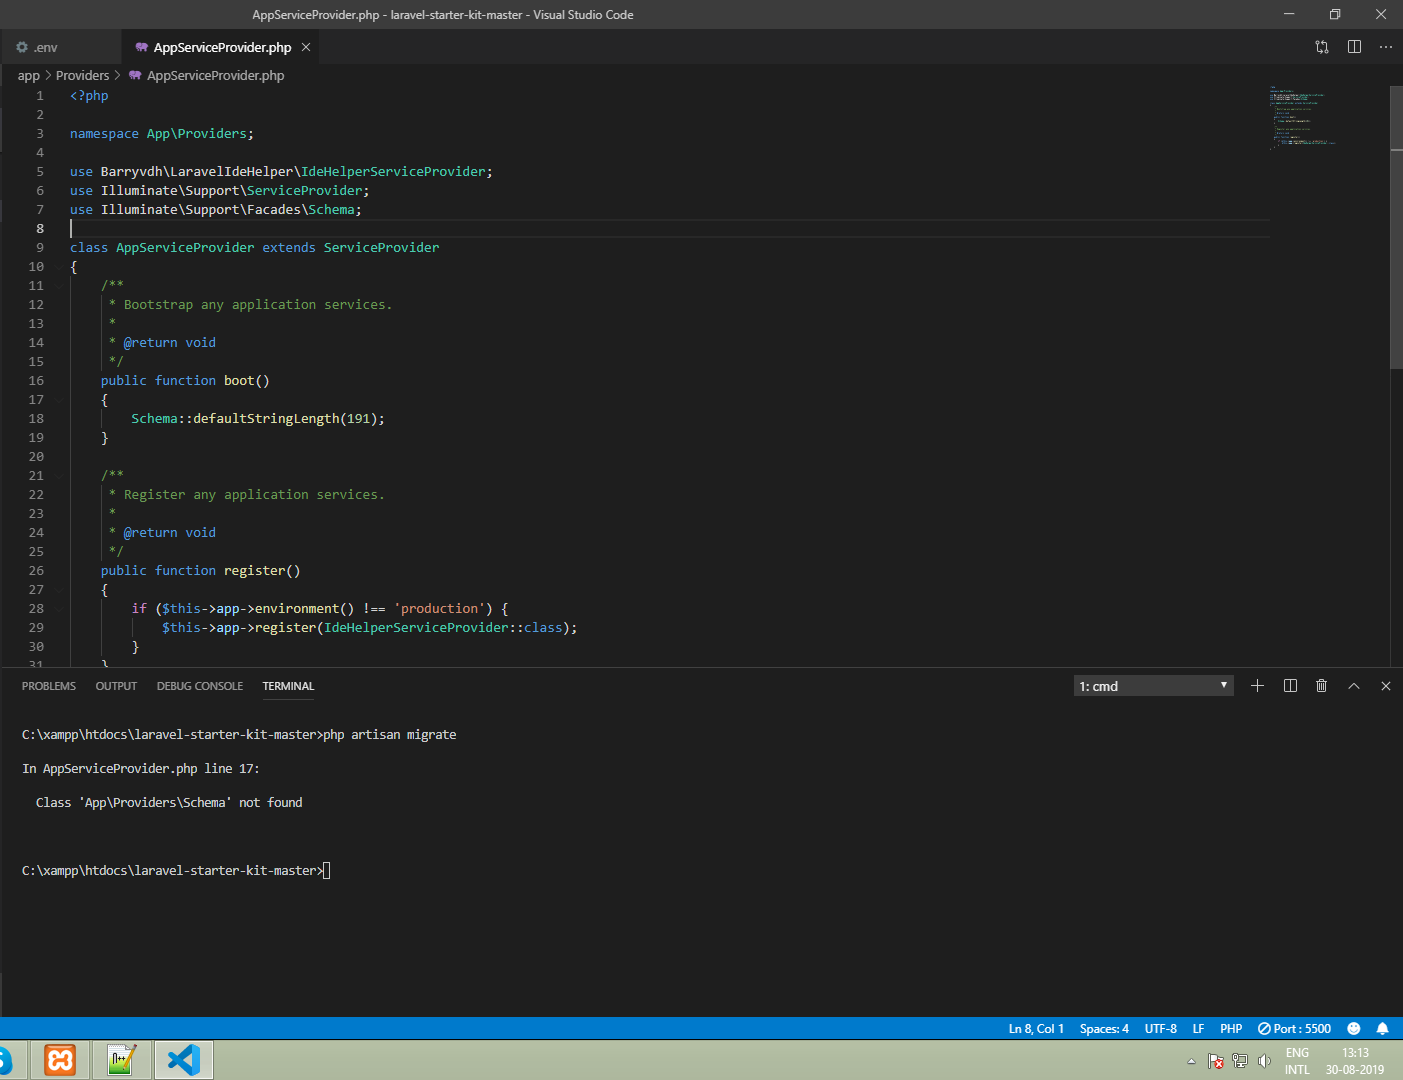 AppServiceProvider.php - laravel-starter-kit-master - Visual Studio Code
.env
AppServiceProvider.php
app > Providers > AppServiceProvider.php
1 <?php
2
3 namespace App\Providers;
4
5 use Barryvdh\LaravelIdeHelper\IdeHelperServiceProvider;
6 use Illuminate\Support\ServiceProvider;
7 use Illuminate\Support\Facades\Schema;
8
9 class AppServiceProvider extends ServiceProvider
10 {
11 /**
12 * Bootstrap any application services.
13 *
14 * @return void
15 */
16 public function boot()
17 {
18 Schema::defaultStringLength(191);
19 }
20
21 /**
22 * Register any application services.
23 *
24 * @return void
25 */
26 public function register()
27 {
28 if ($this->app->environment() !== 'production') {
29 $this->app->register(IdeHelperServiceProvider::class);
30 }
31 }
PROBLEMS OUTPUT DEBUG CONSOLE TERMINAL 1: cmd
C:\xampp\htdocs\laravel-starter-kit-master>php artisan migrate
In AppServiceProvider.php line 17:
Class 'App\Providers\Schema' not found
C:\xampp\htdocs\laravel-starter-kit-master>
Ln 8, Col 1 Spaces: 4 UTF-8 LF PHP Port : 5500
ENG 13:13
INTL 30-08-2019